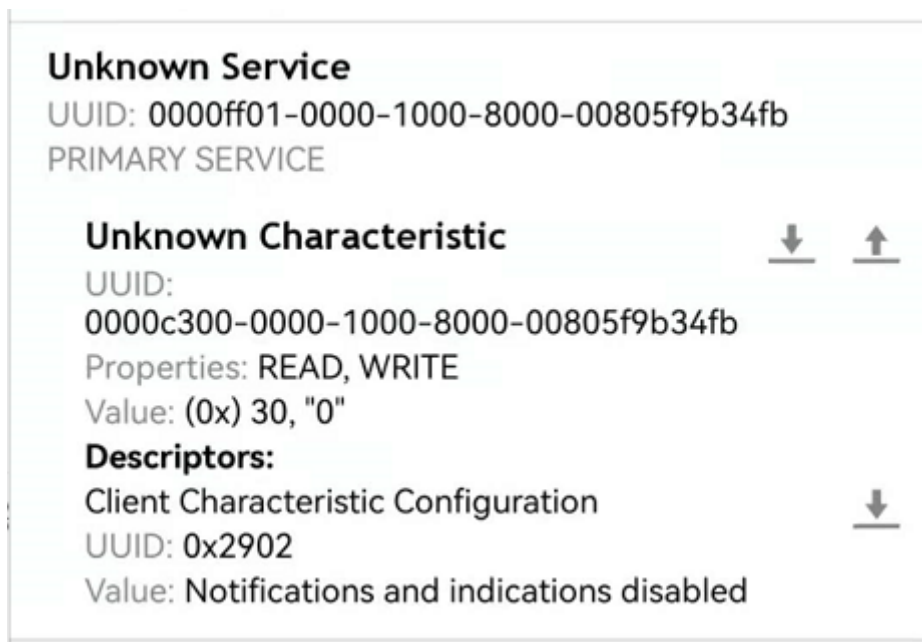 Unknown Service
UUID: 0000ff01-0000-1000-8000-00805f9b34fb
PRIMARY SERVICE
Unknown Characteristic
UUID:
0000c300-0000-1000-8000-00805f9b34fb
Properties: READ, WRITE
Value: (0x) 30, "0"
Descriptors:
Client Characteristic Configuration
UUID: 0x2902
Value: Notifications and indications disabled